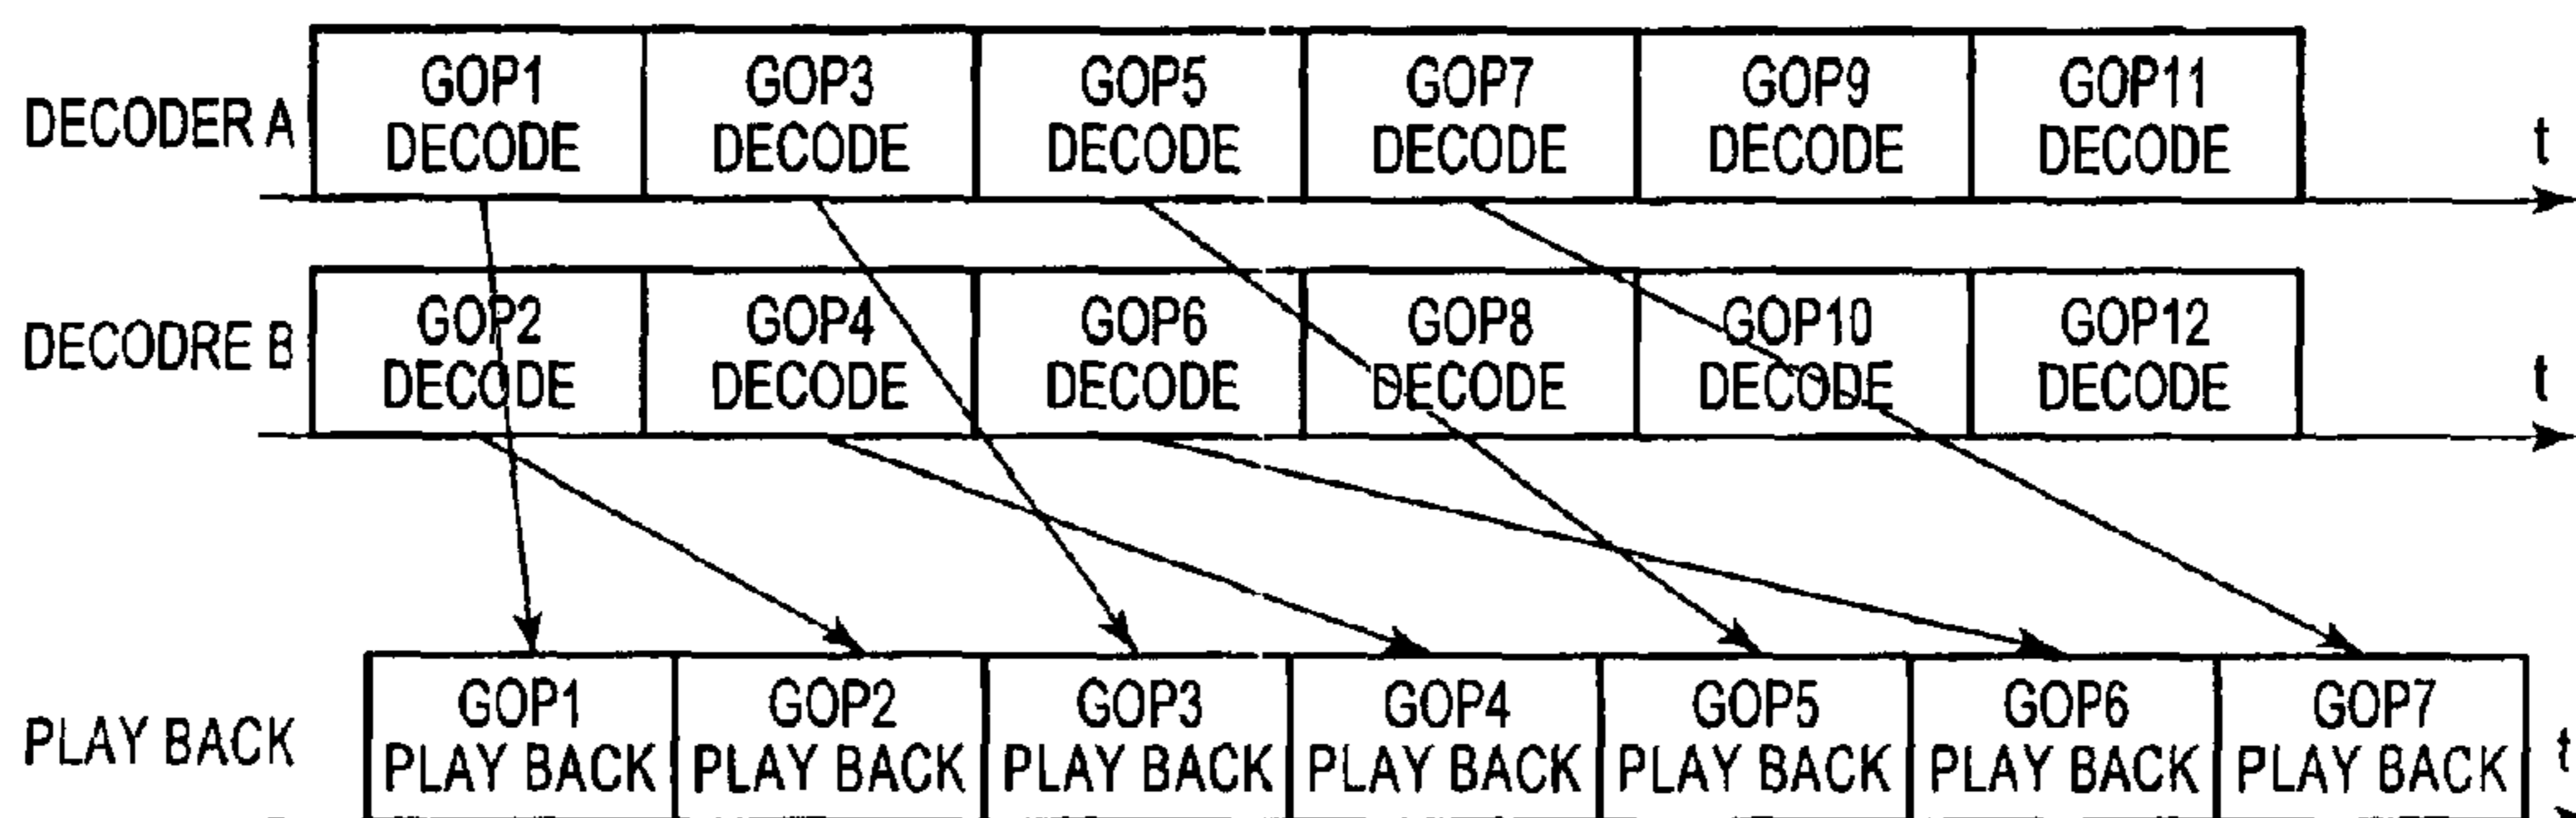 DECODER A
GOP1 DECODE
GOP3 DECODE
GOP5 DECODE
GOP7 DECODE
GOP9 DECODE
GOP11 DECODE
t
DECODRE B
GOP2 DECODE
GOP4 DECODE
GOP6 DECODE
GOP8 DECODE
GOP10 DECODE
GOP12 DECODE
t
PLAY BACK
GOP1 PLAY BACK
GOP2 PLAY BACK
GOP3 PLAY BACK
GOP4 PLAY BACK
GOP5 PLAY BACK
GOP6 PLAY BACK
GOP7 PLAY BACK
t